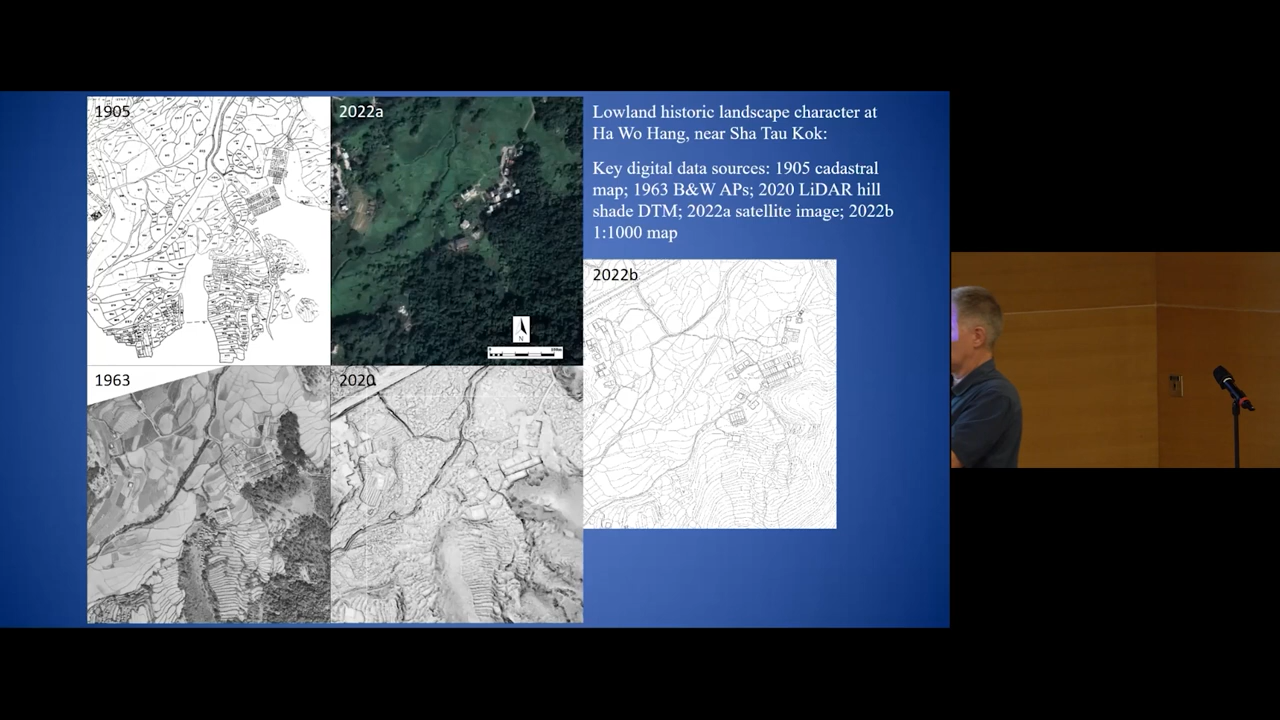 1905
2022a
Lowland historic landscape character at
Ha Wo Hang, near Sha Tau Kok:
Key digital data sources: 1905 cadastral
map; 1963 B&W APs; 2020 LiDAR hill
shade DTM; 2022a satellite image; 2022b
1:1000 map
2022b
N
1963
2020